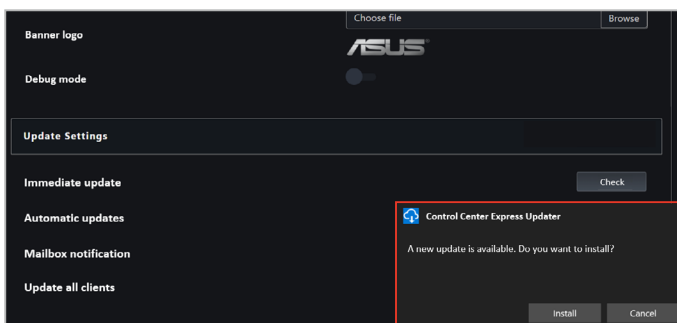 Choose file
Browse
Banner logo
ASUS
Debug mode
Update Settings
Immediate update
Check
Automatic updates
Control Center Express Updater
A new update is available. Do you want to install?
Mailbox notification
Update all clients
Install
Cancel